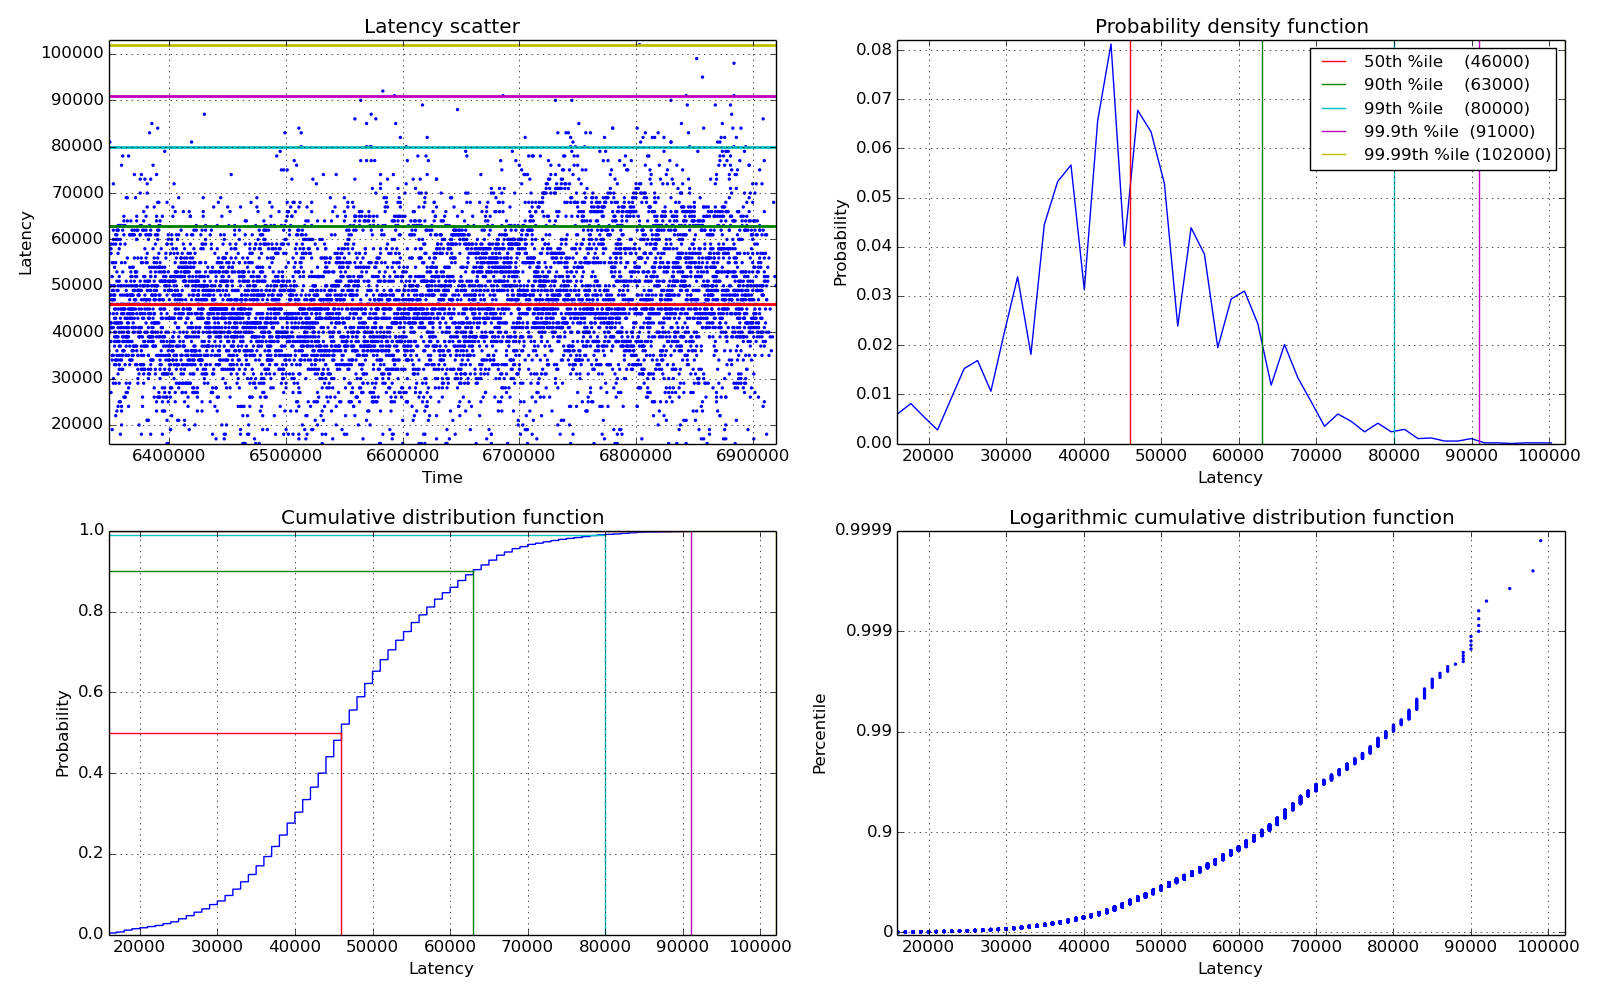 Latency scatter
100000
90000
80000
70000
60000
50000
40000
30000
20000
Latency
6400000 6500000 6600000 6700000 6800000 6900000
Time
Probability density function
0.08
0.07
0.06
0.05
0.04
0.03
0.02
0.01
0.00
Probability
50th %ile (46000)
90th %ile (63000)
99th %ile (80000)
99.9th %ile (91000)
99.99th %ile (102000)
20000 30000 40000 50000 60000 70000 80000 90000 100000
Latency
Cumulative distribution function
1.0
0.8
0.6
0.4
0.2
0.0
Probability
20000 30000 40000 50000 60000 70000 80000 90000 100000
Latency
Logarithmic cumulative distribution function
0.9999
0.999
0.99
0.9
0
Percentile
20000 30000 40000 50000 60000 70000 80000 90000 100000
Latency